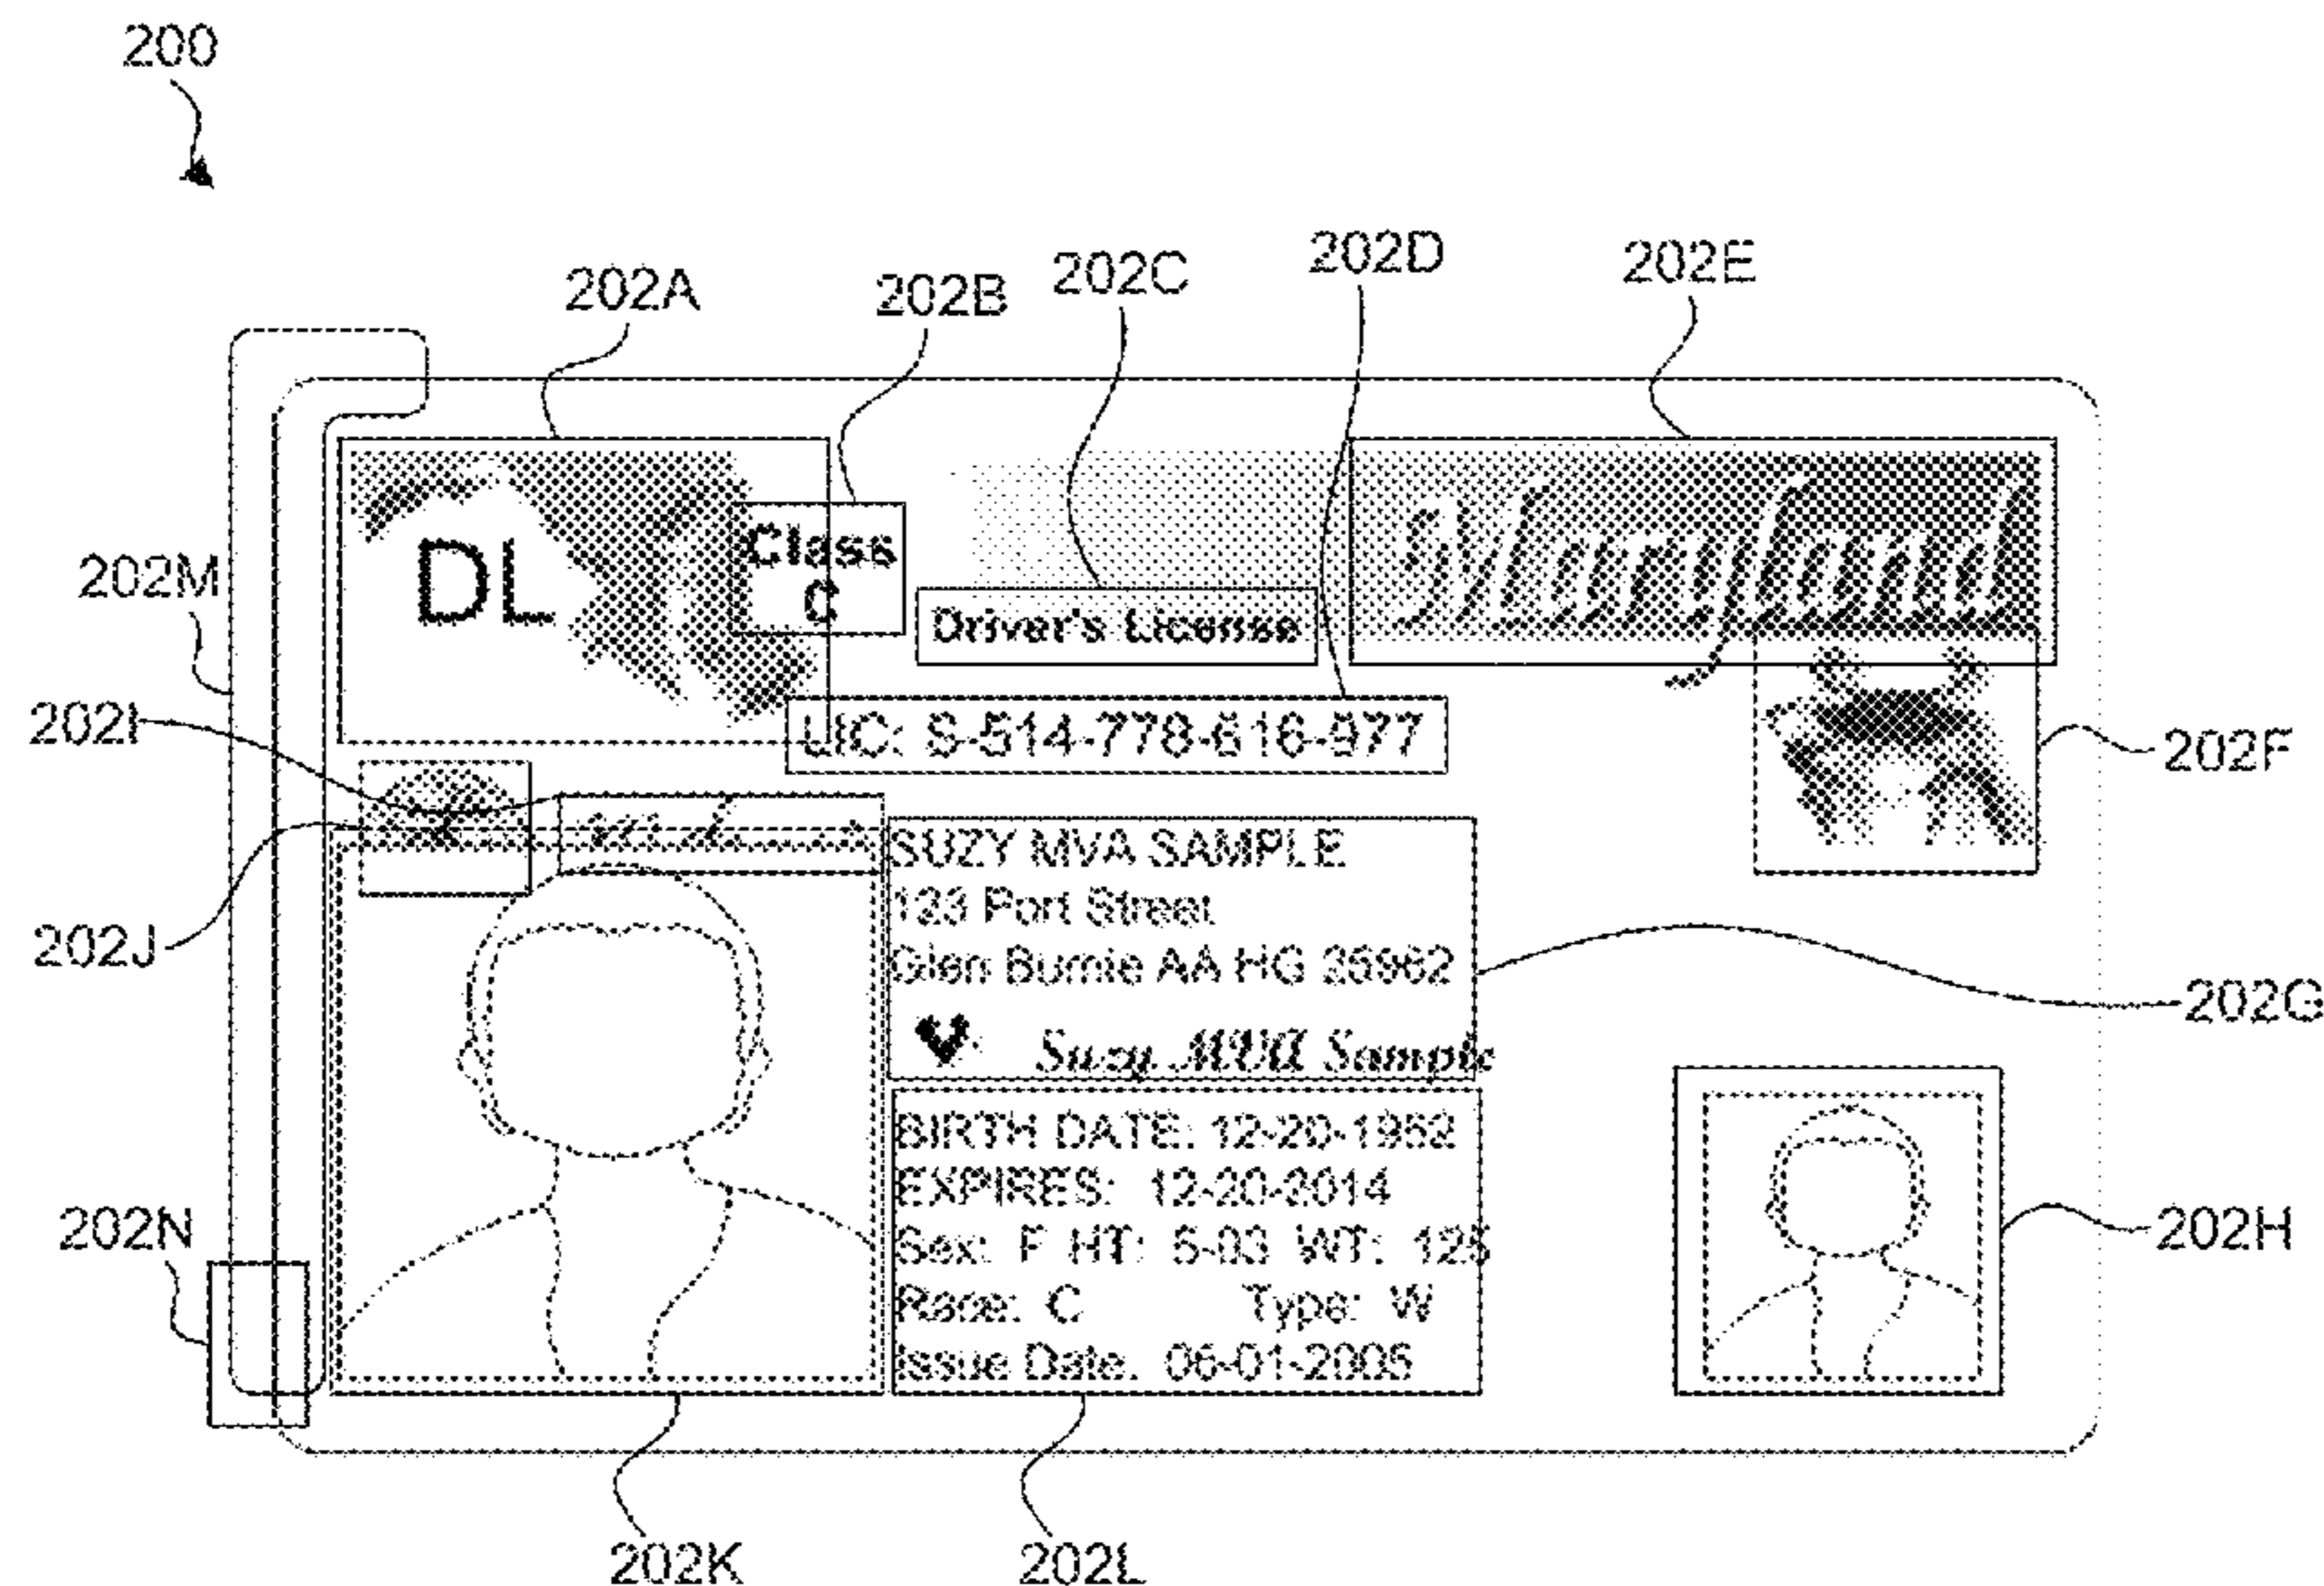 200
202A
202B
202C
202D
202E
202M
DL
Class
C
Driver's License
Maryland
LIC: S-514-778-616-977
202I
202F
202J
SUZY MVA SAMPLE
123 Port Street
Glen Burnie AA HG 25962
202G
Suzy MVA Sample
BIRTH DATE: 12-20-1952
EXPIRES: 12-20-2014
Sex: F HT: 5-03 WT: 125
202N
202H
Race: C Type: W
Issue Date: 06-01-2005
202K
202L